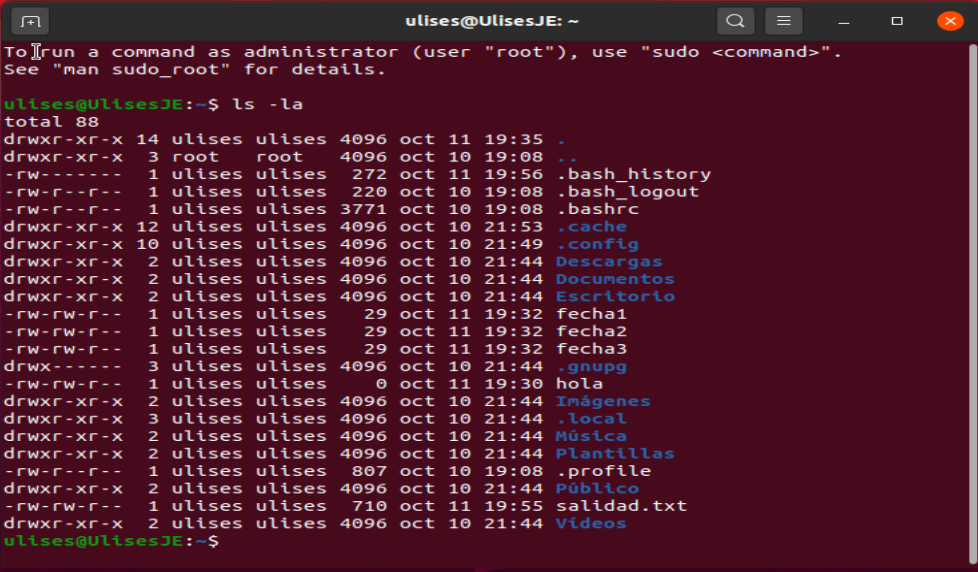 ulises@UlisesJE: ~
To run a command as administrator (user "root"), use "sudo <command>".
See "man sudo_root" for details.
ulises@UlisesJE:~$ ls -la
total 88
drwxr-xr-x 14 ulises ulises 4096 oct 11 19:35 .
drwxr-xr-x  3 root   root   4096 oct 10 19:08 ..
-rw-------  1 ulises ulises  272 oct 11 19:56 .bash_history
-rw-r--r--  1 ulises ulises  220 oct 10 19:08 .bash_logout
-rw-r--r--  1 ulises ulises 3771 oct 10 19:08 .bashrc
drwxr-xr-x 12 ulises ulises 4096 oct 10 21:53 .cache
drwxr-xr-x 10 ulises ulises 4096 oct 10 21:49 .config
drwxr-xr-x  2 ulises ulises 4096 oct 10 21:44 Descargas
drwxr-xr-x  2 ulises ulises 4096 oct 10 21:44 Documentos
drwxr-xr-x  2 ulises ulises 4096 oct 10 21:44 Escritorio
-rw-rw-r--  1 ulises ulises   29 oct 11 19:32 fecha1
-rw-rw-r--  1 ulises ulises   29 oct 11 19:32 fecha2
-rw-rw-r--  1 ulises ulises   29 oct 11 19:32 fecha3
drwx------  3 ulises ulises 4096 oct 10 21:44 .gnupg
-rw-rw-r--  1 ulises ulises    0 oct 11 19:30 hola
drwxr-xr-x  2 ulises ulises 4096 oct 10 21:44 Imágenes
drwxr-xr-x  3 ulises ulises 4096 oct 10 21:44 .local
drwxr-xr-x  2 ulises ulises 4096 oct 10 21:44 Música
drwxr-xr-x  2 ulises ulises 4096 oct 10 21:44 Plantillas
-rw-r--r--  1 ulises ulises  807 oct 10 19:08 .profile
drwxr-xr-x  2 ulises ulises 4096 oct 10 21:44 Público
-rw-rw-r--  1 ulises ulises  710 oct 11 19:55 salidad.txt
drwxr-xr-x  2 ulises ulises 4096 oct 10 21:44 Vídeos
ulises@UlisesJE:~$